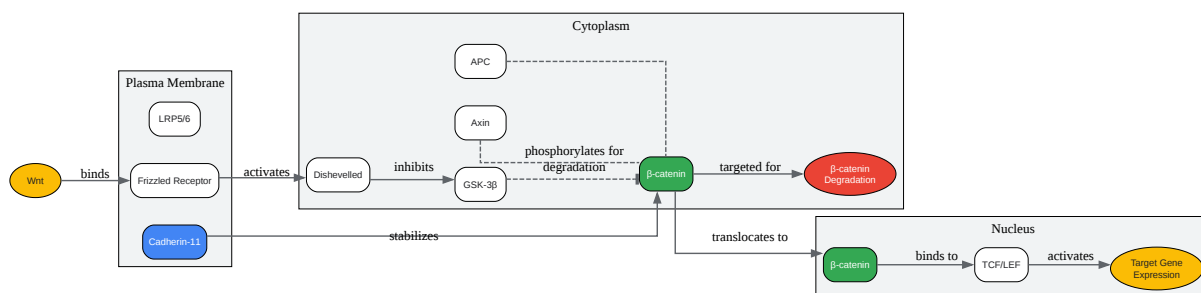 Cytoplasm
APC
Plasma Membrane
LRP5/6
Axin
phosphorylates for
degradation
Wnt
binds
Frizzled Receptor
activates
Dishevelled
inhibits
GSK-3β
β-catenin
targeted for
β-catenin
Degradation
Cadherin-11
stabilizes
translocates to
Nucleus
β-catenin
binds to
TCF/LEF
activates
Target Gene
Expression